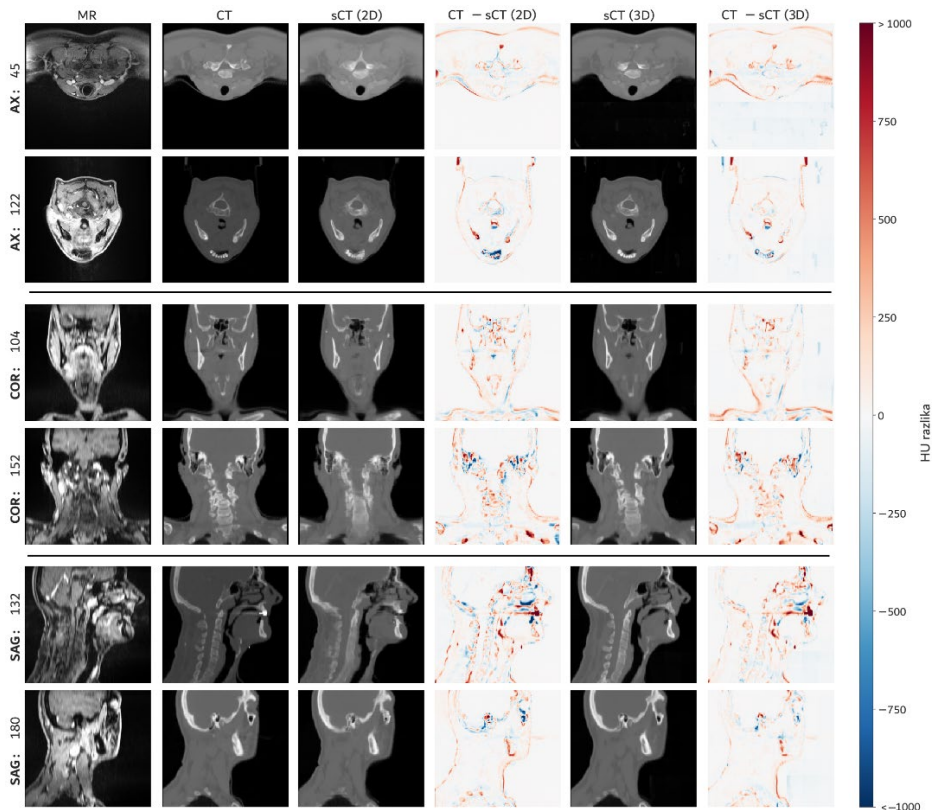 MR CT sCT (2D) CT − sCT (2D) sCT (3D) CT − sCT (3D)
AX: 45
AX: 122
COR: 104
COR: 152
SAG: 132
SAG: 180
> 1000
750
500
250
0
−250
−500
−750
<−1000
HU razlika